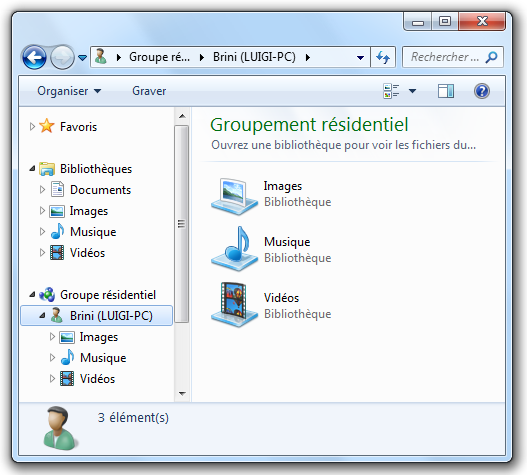 Groupe ré... Brini (LUIGI-PC)
Rechercher ...
Organiser Graver
Favoris
Bibliothèques
Documents
Images
Musique
Vidéos
Groupe résidentiel
Brini (LUIGI-PC)
Images
Musique
Vidéos
Groupement résidentiel
Ouvrez une bibliothèque pour voir les fichiers du...
Images
Bibliothèque
Musique
Bibliothèque
Vidéos
Bibliothèque
3 élément(s)